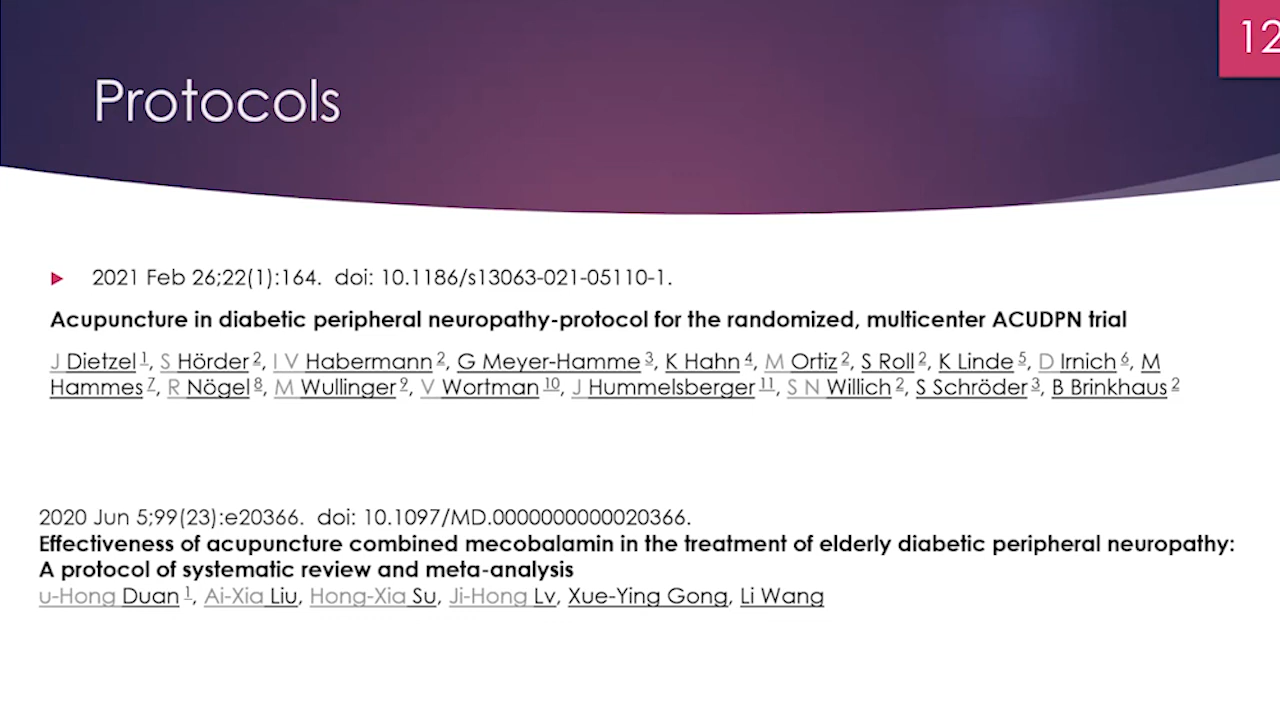 12
Protocols
2021 Feb 26;22(1):164. doi: 10.1186/s13063-021-05110-1.
Acupuncture in diabetic peripheral neuropathy-protocol for the randomized, multicenter ACUDPN trial
J Dietzel 1, S Hörder 2, I V Habermann 2, G Meyer-Hamme 3, K Hahn 4, M Ortiz 2, S Roll 2, K Linde 5, D Irnich 6, M
Hammes 7, R Nögel 8, M Wullinger 9, V Wortman 10, J Hummelsberger 11, S N Willich 2, S Schröder 3, B Brinkhaus 2
2020 Jun 5;99(23):e20366. doi: 10.1097/MD.0000000000020366.
Effectiveness of acupuncture combined mecobalamin in the treatment of elderly diabetic peripheral neuropathy:
A protocol of systematic review and meta-analysis
u-Hong Duan 1, Ai-Xia Liu, Hong-Xia Su, Ji-Hong Lv, Xue-Ying Gong, Li Wang